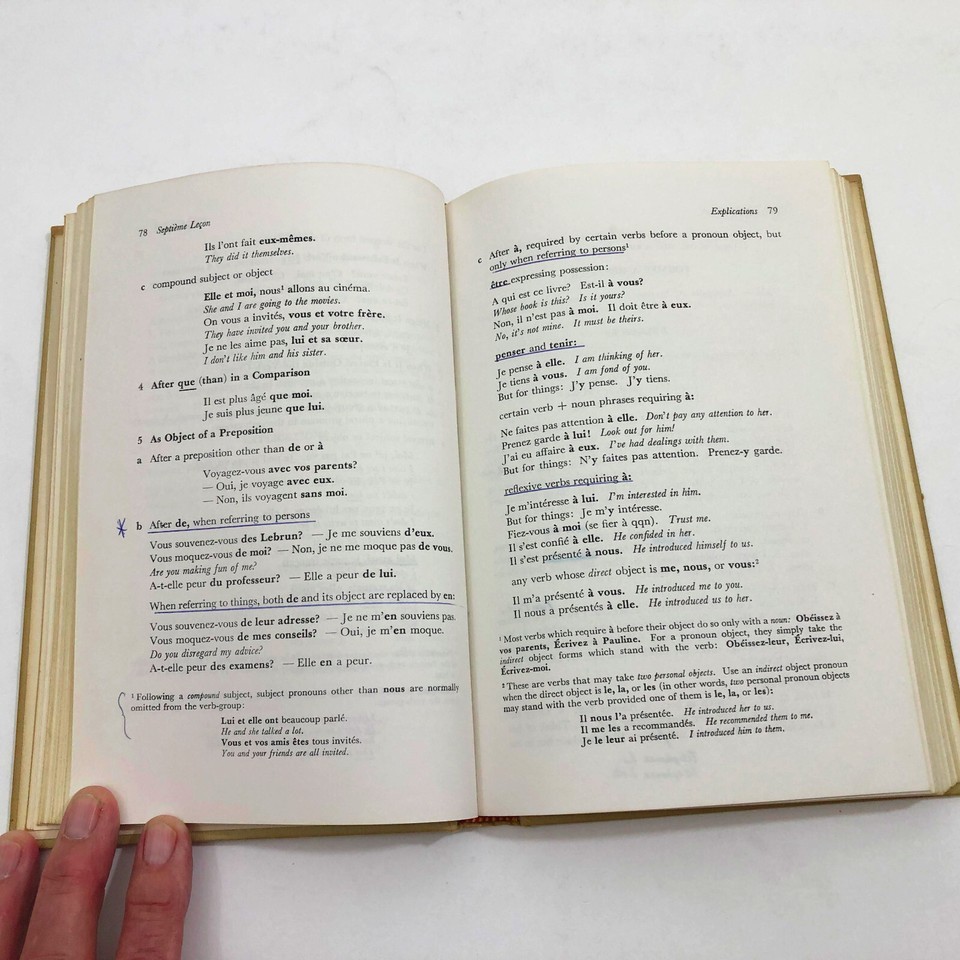 78 Septième Leçon
Ils l'ont fait eux-mêmes.
They did it themselves.
c compound subject or object
Elle et moi, nous¹ allons au cinéma.
She and I are going to the movies.
On vous a invités, vous et votre frère.
They have invited you and your brother.
Je ne les aime pas, lui et sa sœur.
I don't like him and his sister.
4 After que (than) in a Comparison
Il est plus âgé que moi.
Je suis plus jeune que lui.
5 As Object of a Preposition
a After a preposition other than de or à
Voyagez-vous avec vos parents?
— Oui, je voyage avec eux.
— Non, ils voyagent sans moi.
b After de, when referring to persons
Vous souvenez-vous des Lebrun? — Je me souviens d'eux.
Vous moquez-vous de moi? — Non, je ne me moque pas de vous.
Are you making fun of me?
A-t-elle peur du professeur? — Elle a peur de lui.
When referring to things, both de and its object are replaced by en:
Vous souvenez-vous de leur adresse? — Je ne m'en souviens pas.
Vous moquez-vous de mes conseils? — Oui, je m'en moque.
Do you disregard my advice?
A-t-elle peur des examens? — Elle en a peur.
¹ Following a compound subject, subject pronouns other than nous are normally
omitted from the verb-group:
Lui et elle ont beaucoup parlé.
He and she talked a lot.
Vous et vos amis êtes tous invités.
You and your friends are all invited.
Explications 79
c After à, required by certain verbs before a pronoun object, but
only when referring to persons¹
être expressing possession:
A qui est ce livre? Est-il à vous?
Whose book is this? Is it yours?
Non, il n'est pas à moi. Il doit être à eux.
No, it's not mine. It must be theirs.
penser and tenir:
Je pense à elle. I am thinking of her.
Je tiens à vous. I am fond of you.
But for things: J'y pense. J'y tiens.
certain verb + noun phrases requiring à:
Ne faites pas attention à elle. Don't pay any attention to her.
Prenez garde à lui! Look out for him!
J'ai eu affaire à eux. I've had dealings with them.
But for things: N'y faites pas attention. Prenez-y garde.
reflexive verbs requiring à:
Je m'intéresse à lui. I'm interested in him.
But for things: Je m'y intéresse.
Fiez-vous à moi (se fier à qqn). Trust me.
Il s'est confié à elle. He confided in her.
Il s'est présenté à nous. He introduced himself to us.
any verb whose direct object is me, nous, or vous:²
Il m'a présenté à vous. He introduced me to you.
Il nous a présentés à elle. He introduced us to her.
¹ Most verbs which require à before their object do so only with a noun: Obéissez à
vos parents, Écrivez à Pauline. For a pronoun object, they simply take the
indirect object forms which stand with the verb: Obéissez-leur, Écrivez-lui,
Écrivez-moi.
² These are verbs that may take two personal objects. Use an indirect object pronoun
when the direct object is le, la, or les (in other words, two personal pronoun objects
may stand with the verb provided one of them is le, la, or les):
Il nous l'a présentée. He introduced her to us.
Il me les a recommandés. He recommended them to me.
Je le leur ai présenté. I introduced him to them.